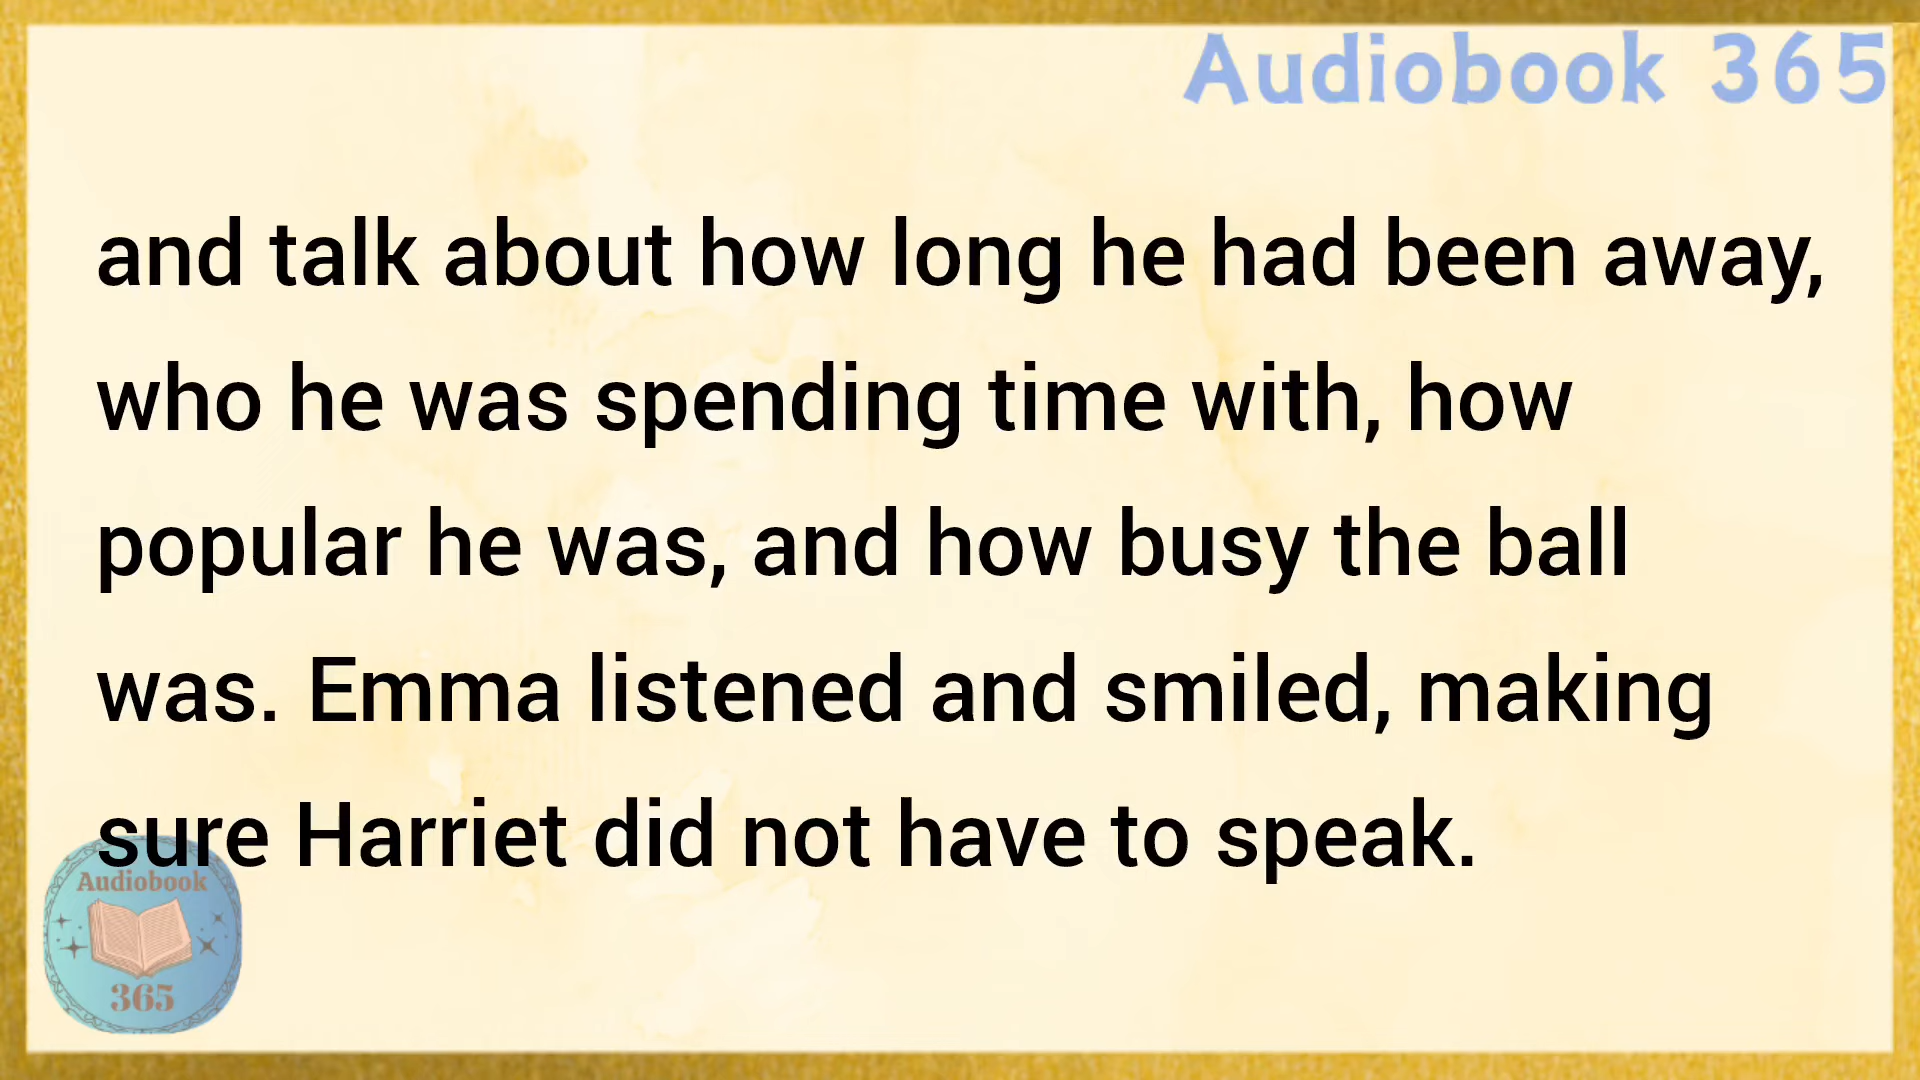 Audiobook 365
and talk about how long he had been away,
who he was spending time with, how
popular he was, and how busy the ball
was. Emma listened and smiled, making
sure Harriet did not have to speak.
Audiobook
365